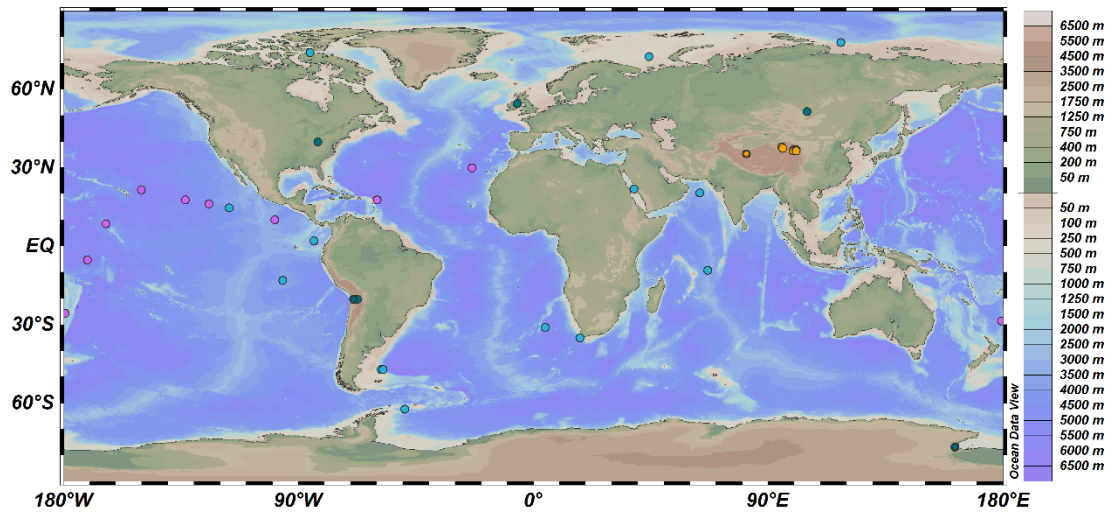 60°N
30°N
EQ
30°S
60°S
180°W
90°W
0°
90°E
180°E
Ocean Data View
6500 m
5500 m
4500 m
3500 m
2500 m
1750 m
1250 m
750 m
400 m
200 m
50 m
50 m
100 m
250 m
500 m
750 m
1000 m
1250 m
1500 m
2000 m
2500 m
3000 m
3500 m
4000 m
4500 m
5000 m
5500 m
6000 m
6500 m